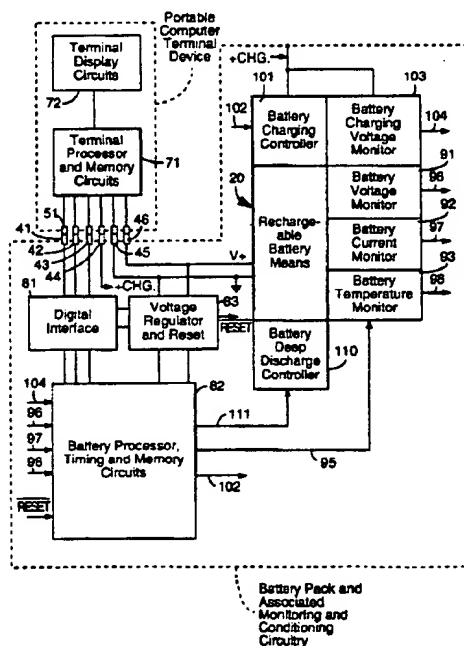 Portable
Computer
Terminal
Device
Terminal
Display
Circuits
72
Terminal
Processor
and Memory
Circuits
71
51
41
42
43
44
46
45
+CHG.
81
Digital
Interface
Voltage
Regulator
and Reset
83
RESET
V+
+CHG.
101
103
102
Battery
Charging
Controller
Battery
Charging
Voltage
Monitor
104
91
20
Recharge-
able
Battery
Means
Battery
Voltage
Monitor
96
92
Battery
Current
Monitor
97
93
Battery
Temperature
Monitor
98
Battery
Deep
Discharge
Controller
110
82
104
96
97
98
RESET
Battery Processor,
Timing and Memory
Circuits
111
95
102
Battery Pack and
Associated
Monitoring and
Conditioning
Circuitry